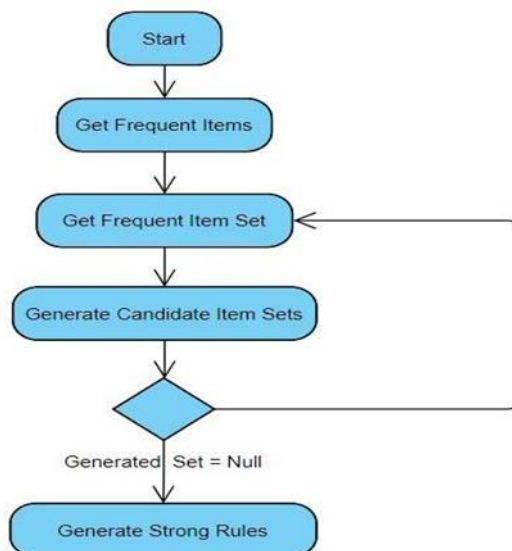 Start
Get Frequent Items
Get Frequent Item Set
Generate Candidate Item Sets
Generated Set = Null
Generate Strong Rules